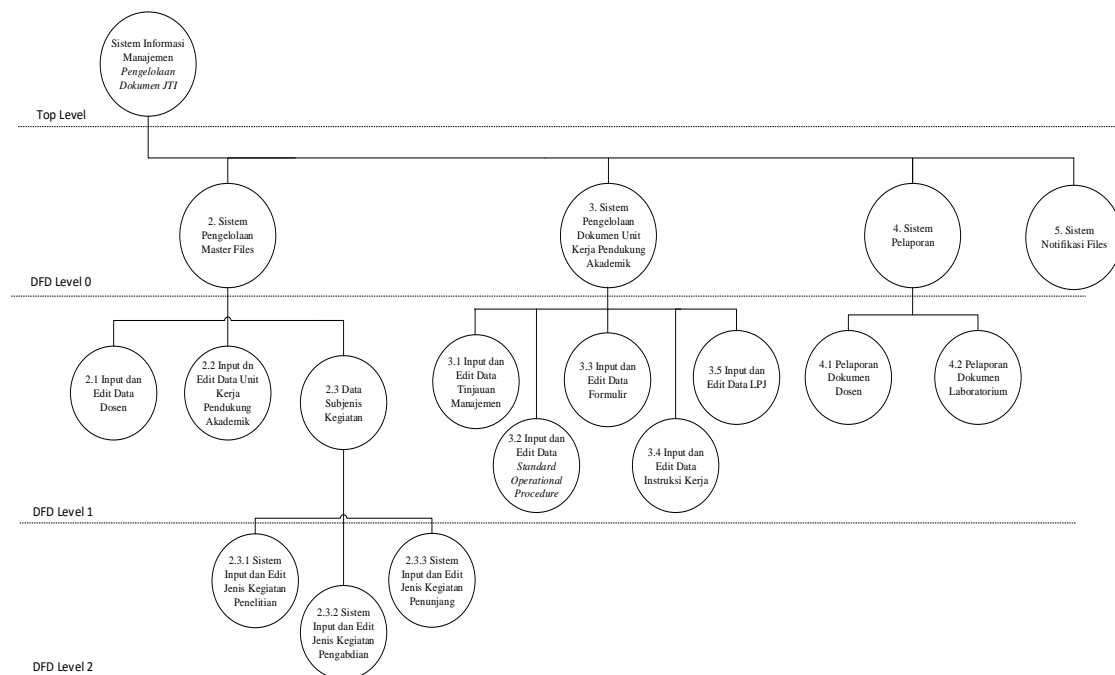 Sistem Informasi
Manajemen
Pengelolaan
Dokumen JTI
Top Level
2. Sistem
Pengelolaan
Master Files
3. Sistem
Pengelolaan
Dokumen Unit
Kerja Pendukung
Akademik
4. Sistem
Pelaporan
5. Sistem
Notifikasi Files
DFD Level 0
2.1 Input dan
Edit Data
Dosen
2.2 Input dn
Edit Data Unit
Kerja
Pendukung
Akademik
2.3 Data
Subjenis
Kegiatan
3.1 Input dan
Edit Data
Tinjauan
Manajemen
3.2 Input dan
Edit Data
Standard
Operational
Procedure
3.3 Input dan
Edit Data
Formulir
3.4 Input dan
Edit Data
Instruksi Kerja
3.5 Input dan
Edit Data LPJ
4.1 Pelaporan
Dokumen
Dosen
4.2 Pelaporan
Dokumen
Laboratorium
DFD Level 1
2.3.1 Sistem
Input dan Edit
Jenis Kegiatan
Penelitian
2.3.2 Sistem
Input dan Edit
Jenis Kegiatan
Pengabdian
2.3.3 Sistem
Input dan Edit
Jenis Kegiatan
Penunjang
DFD Level 2